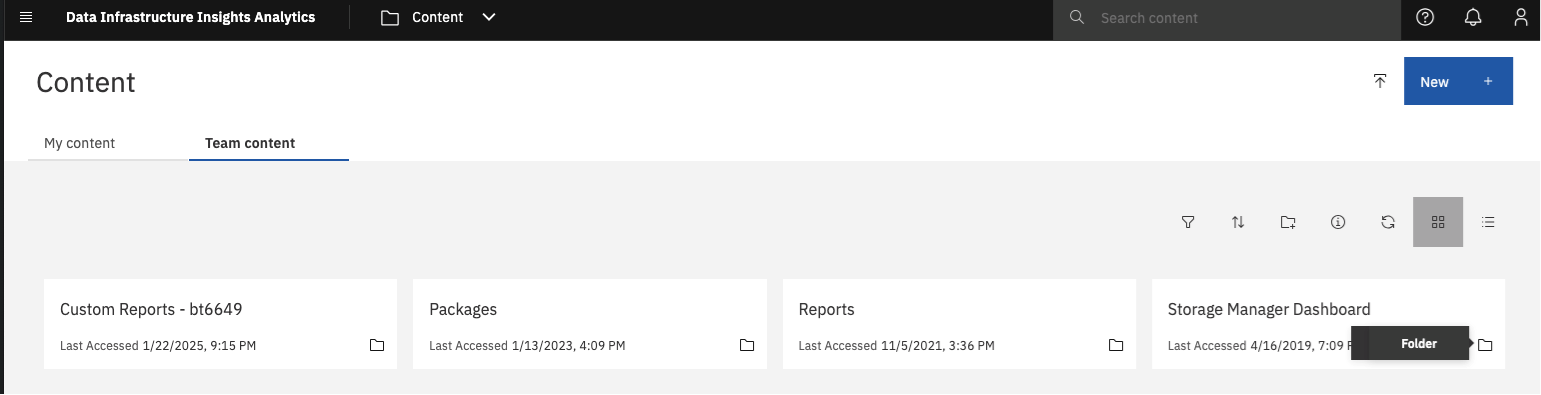 Data Infrastructure Insights Analytics
Content
Search content
Content
New
My content
Team content
Custom Reports - bt6649
Last Accessed 1/22/2025, 9:15 PM
Packages
Last Accessed 1/13/2023, 4:09 PM
Reports
Last Accessed 11/5/2021, 3:36 PM
Storage Manager Dashboard
Last Accessed 4/16/2019, 7:09
Folder